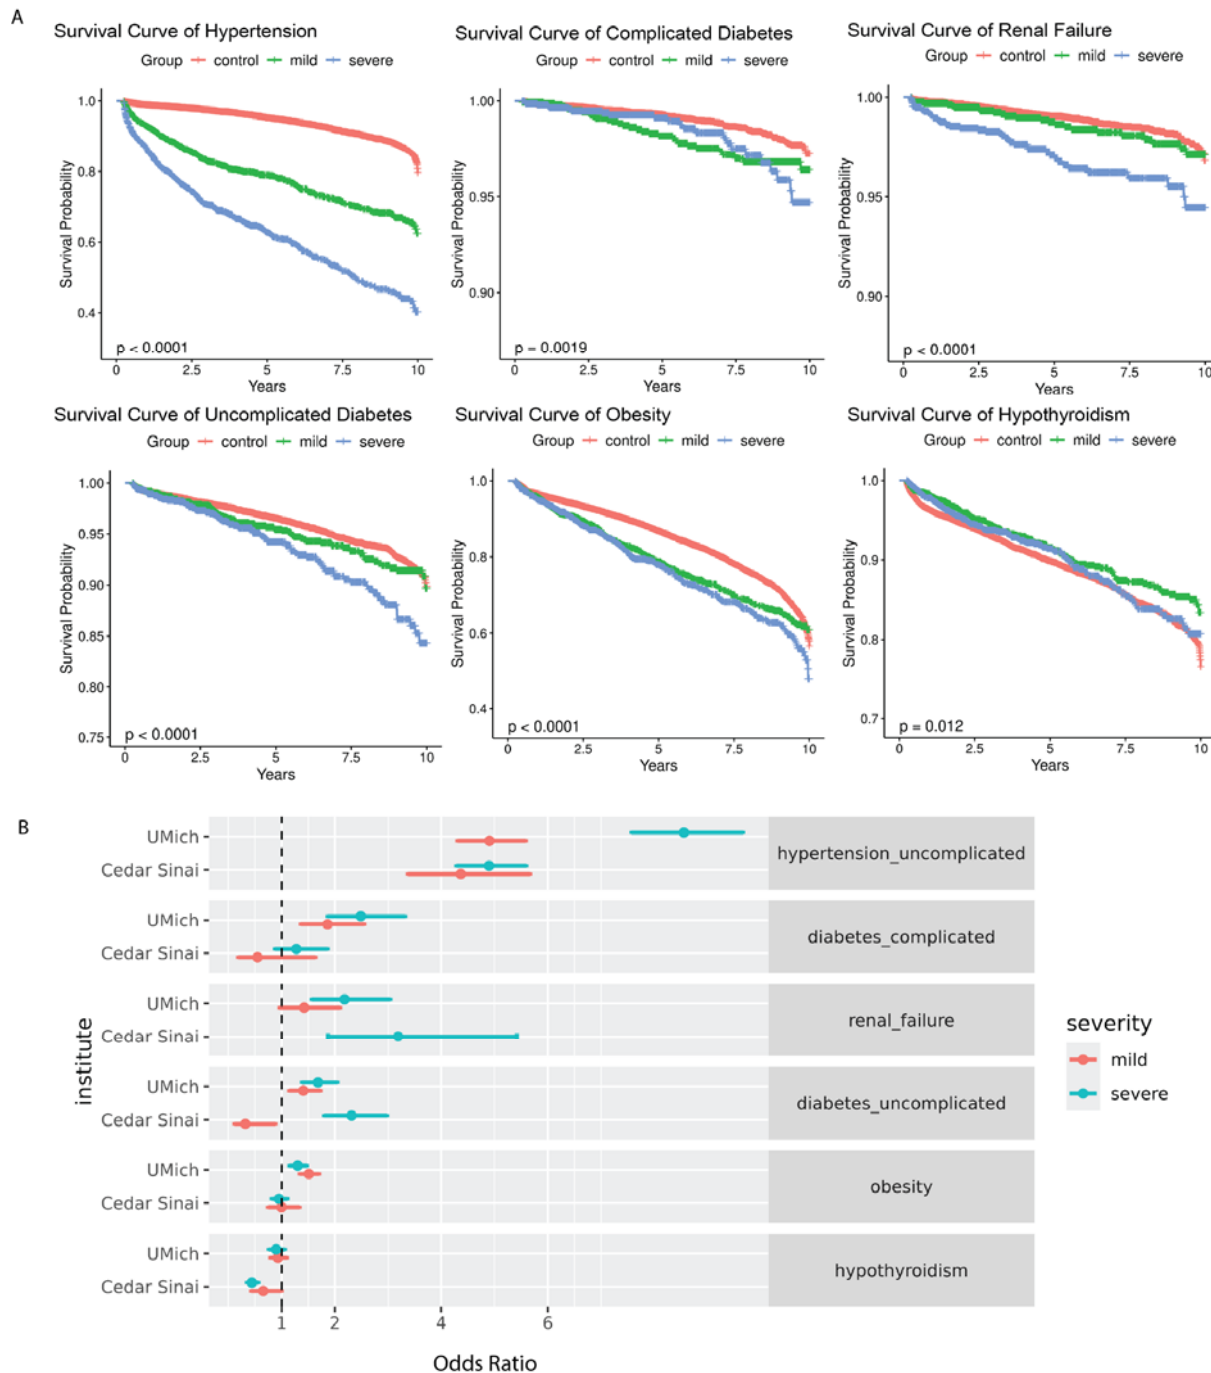 A
Survival Curve of Hypertension
Group control mild severe
Survival Probability
1.0
0.8
0.6
0.4
p < 0.0001
0 2.5 5 7.5 10
Years
Survival Curve of Complicated Diabetes
Group control mild severe
Survival Probability
1.00
0.95
0.90
p = 0.0019
0 2.5 5 7.5 10
Years
Survival Curve of Renal Failure
Group control mild severe
Survival Probability
1.00
0.95
0.90
p < 0.0001
0 2.5 5 7.5 10
Years
Survival Curve of Uncomplicated Diabetes
Group control mild severe
Survival Probability
1.00
0.95
0.90
0.85
0.80
0.75
p < 0.0001
0 2.5 5 7.5 10
Years
Survival Curve of Obesity
Group control mild severe
Survival Probability
1.0
0.8
0.6
0.4
p < 0.0001
0 2.5 5 7.5 10
Years
Survival Curve of Hypothyroidism
Group control mild severe
Survival Probability
1.0
0.9
0.8
0.7
p = 0.012
0 2.5 5 7.5 10
Years
B
institute
UMich
Cedar Sinai
hypertension_uncomplicated
UMich
Cedar Sinai
diabetes_complicated
UMich
Cedar Sinai
renal_failure
UMich
Cedar Sinai
diabetes_uncomplicated
UMich
Cedar Sinai
obesity
UMich
Cedar Sinai
hypothyroidism
1 2 4 6
Odds Ratio
severity
mild
severe